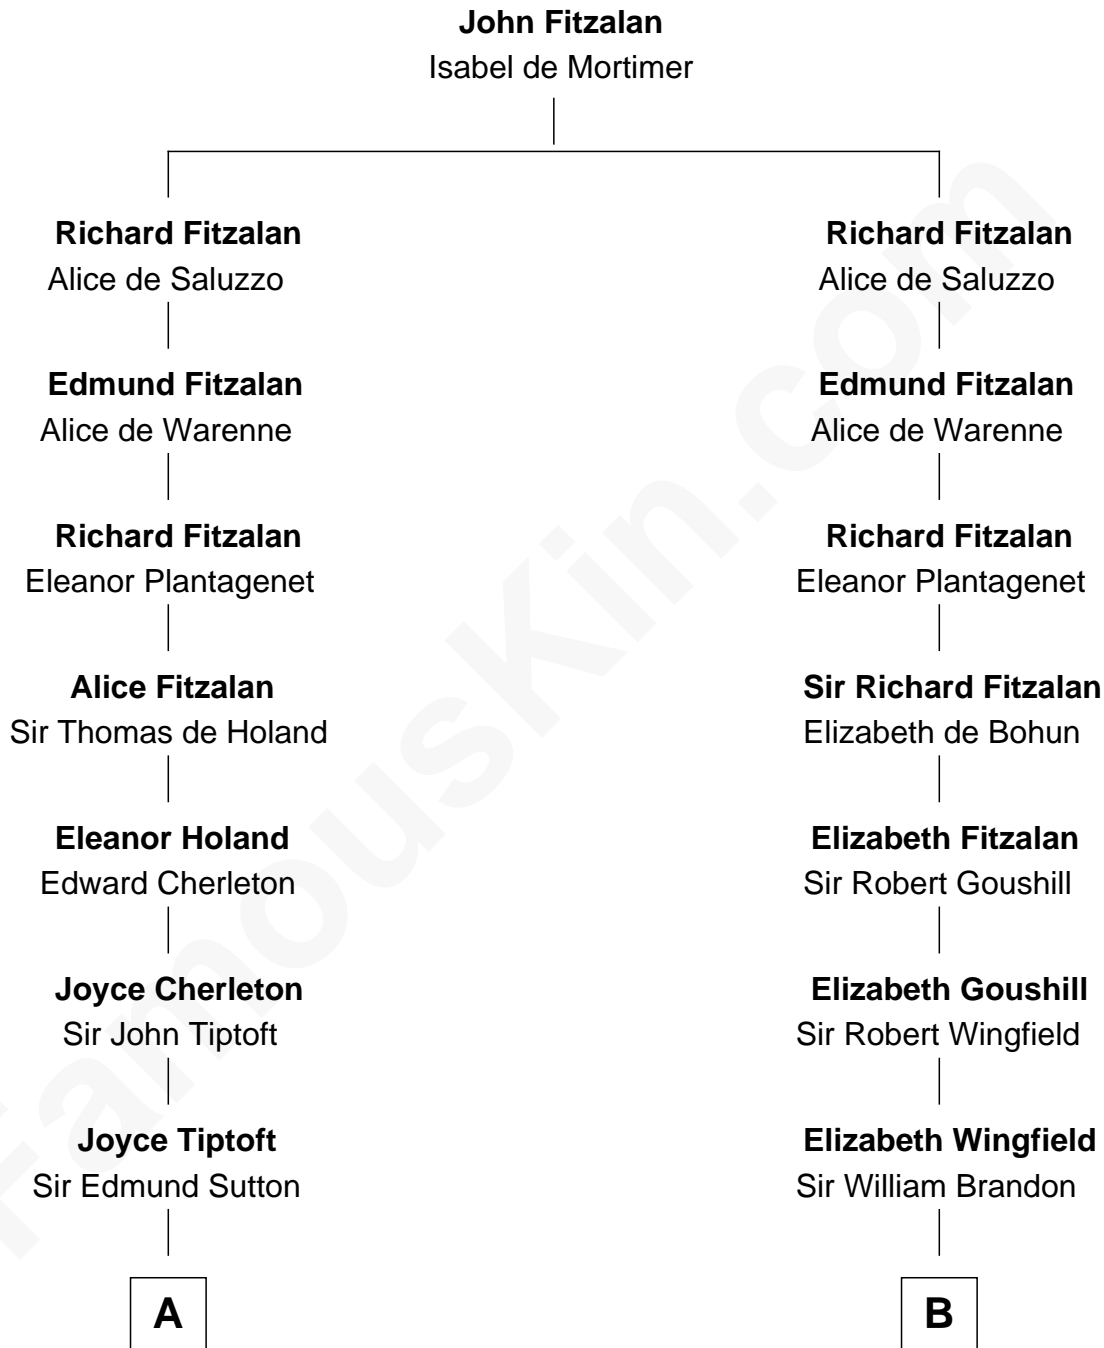 John Fitzalan
Isabel de Mortimer
Richard Fitzalan
Alice de Saluzzo
Richard Fitzalan
Alice de Saluzzo
Edmund Fitzalan
Alice de Warenne
Edmund Fitzalan
Alice de Warenne
Richard Fitzalan
Eleanor Plantagenet
Richard Fitzalan
Eleanor Plantagenet
Alice Fitzalan
Sir Thomas de Holand
Sir Richard Fitzalan
Elizabeth de Bohun
Eleanor Holand
Edward Cherleton
Elizabeth Fitzalan
Sir Robert Goushill
Joyce Cherleton
Sir John Tiptoft
Elizabeth Goushill
Sir Robert Wingfield
Joyce Tiptoft
Sir Edmund Sutton
Elizabeth Wingfield
Sir William Brandon
A
B
FamousKin.com